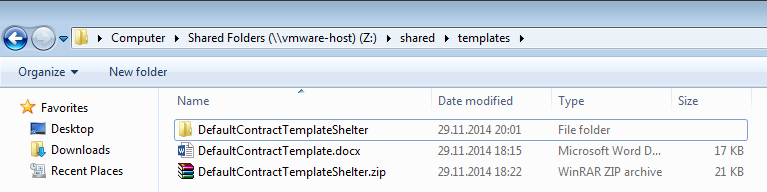 Computer Shared Folders (\\vmware-host) (Z:) shared templates
Organize New folder
Favorites
Desktop
Downloads
Recent Places
Name Date modified Type Size
DefaultContractTemplateShelter 29.11.2014 20:01 File folder
DefaultContractTemplate.docx 29.11.2014 18:15 Microsoft Word D... 17 KB
DefaultContractTemplateShelter.zip 29.11.2014 18:22 WinRAR ZIP archive 21 KB